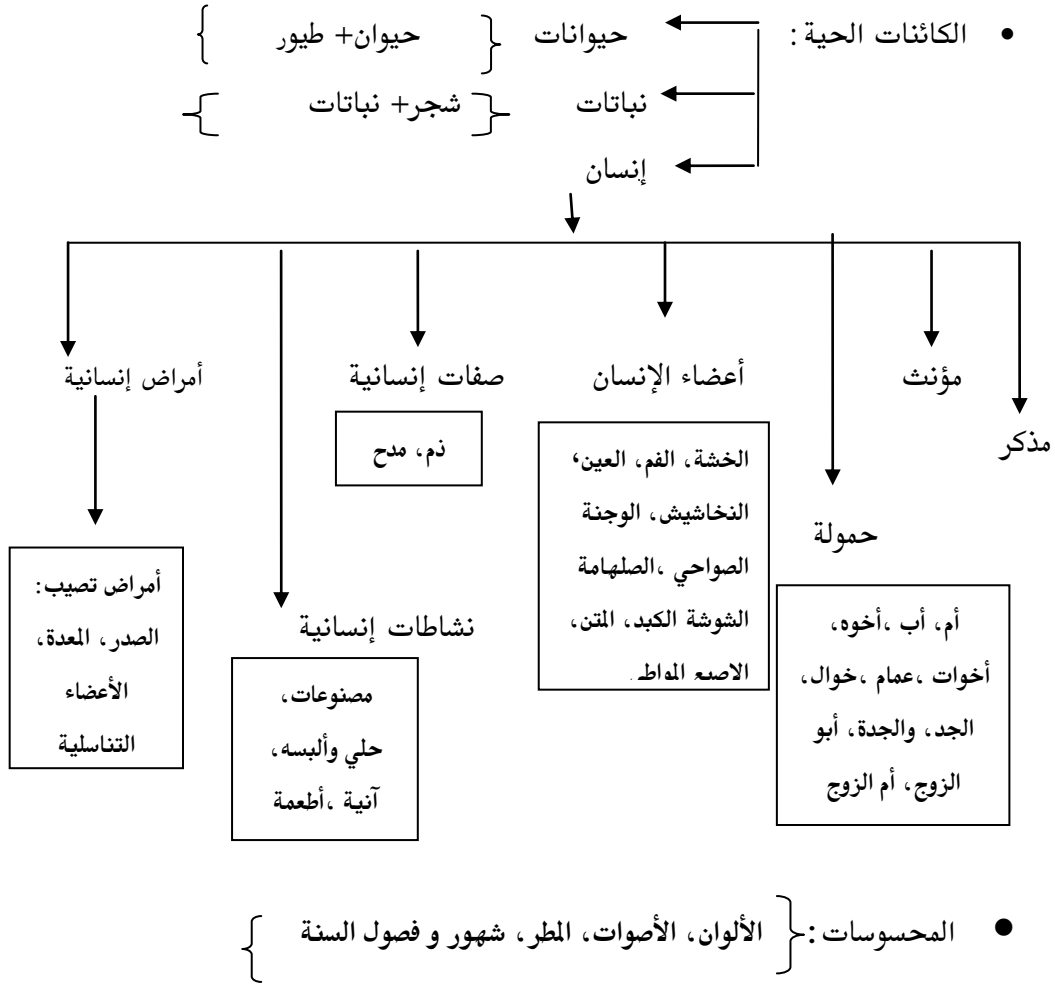 • الكائنات الحية : حيوانات { حيوان+ طيور }
نباتات { شجر+ نباتات }
إنسان
مذكر
مؤنث
حمولة
أم، أب ،أخوه،
أخوات ،عمام ،خوال،
الجد، والجدة، أبو
الزوج، أم الزوج
أعضاء الإنسان
الخشة، الفم، العين،
النخاشيش، الوجنة
الصواحي ،الصلهامة
الشوشة الكبد، المتن،
الاصبع
صفات إنسانية
ذم، مدح
نشاطات إنسانية
مصنوعات،
حلي وألبسه،
آنية ،أطعمة
أمراض إنسانية
أمراض تصيب:
الصدر، المعدة،
الأعضاء
التناسلية
• المحسوسات : { الألوان، الأصوات، المطر، شهور و فصول السنة }